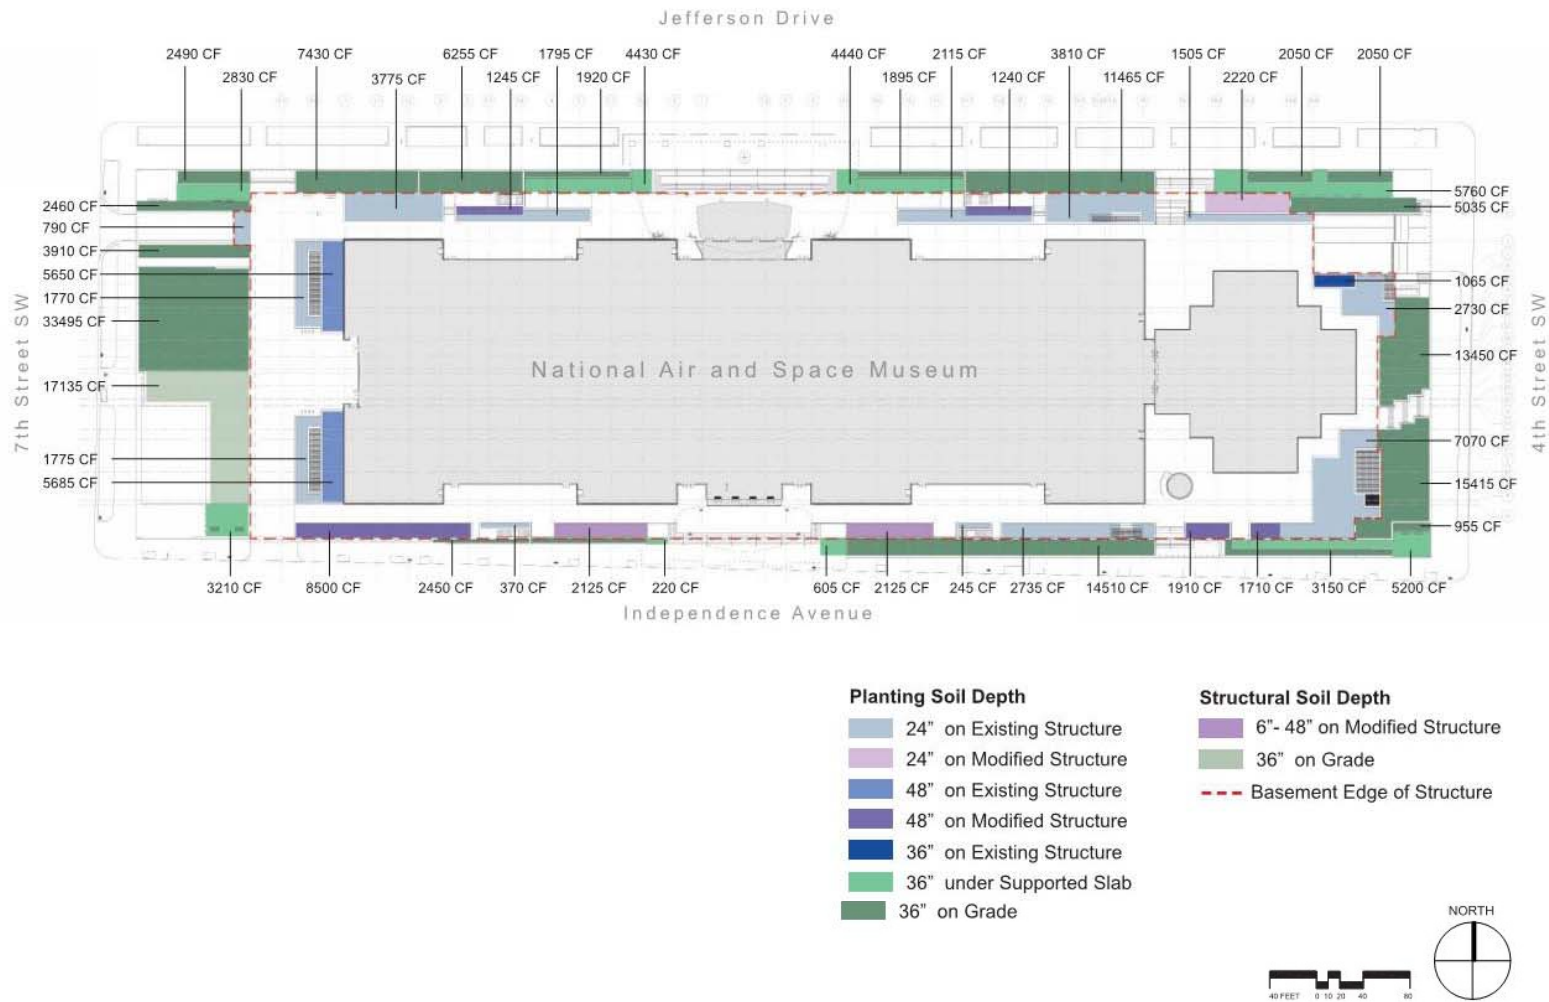 Jefferson Drive
2490 CF 7430 CF 6255 CF 1795 CF 4430 CF 4440 CF 2115 CF 3810 CF 1505 CF 2050 CF 2050 CF
2830 CF 3775 CF 1245 CF 1920 CF 1895 CF 1240 CF 11465 CF 2220 CF
2460 CF
790 CF
3910 CF
5650 CF
1770 CF
33495 CF
17135 CF
1775 CF
5685 CF
7th Street SW
National Air and Space Museum
5760 CF
5035 CF
1065 CF
2730 CF
13450 CF
7070 CF
15415 CF
955 CF
4th Street SW
3210 CF 8500 CF 2450 CF 370 CF 2125 CF 220 CF 605 CF 2125 CF 245 CF 2735 CF 14510 CF 1910 CF 1710 CF 3150 CF 5200 CF
Independence Avenue
Planting Soil Depth
24” on Existing Structure
24” on Modified Structure
48” on Existing Structure
48” on Modified Structure
36” on Existing Structure
36” under Supported Slab
36” on Grade
Structural Soil Depth
6”- 48” on Modified Structure
36” on Grade
Basement Edge of Structure
NORTH
40 FEET 0 10 20 40 80